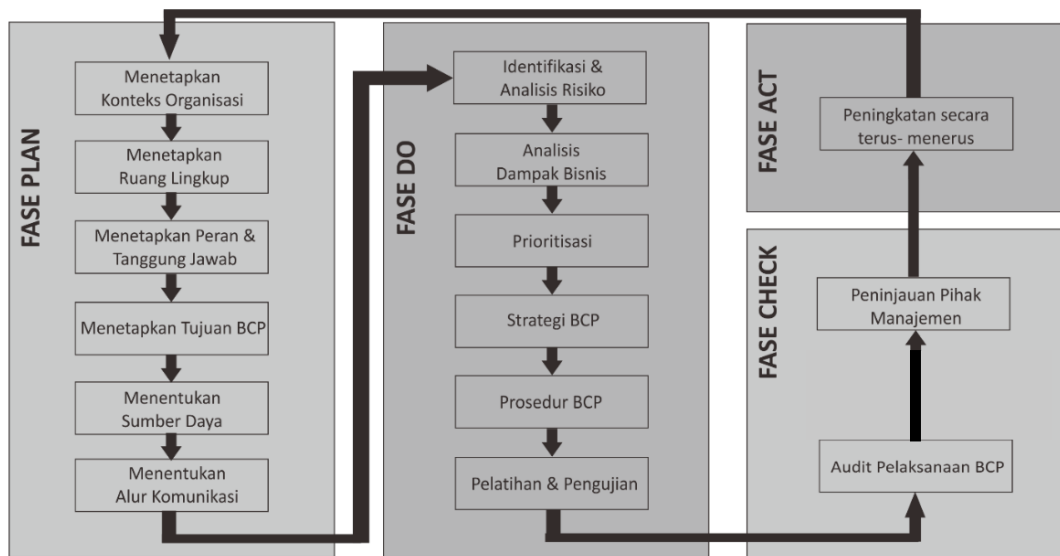 FASE PLAN
Menetapkan
Konteks Organisasi
Menetapkan
Ruang Lingkup
Menetapkan Peran &
Tanggung Jawab
Menetapkan Tujuan BCP
Menentukan
Sumber Daya
Menentukan
Alur Komunikasi
FASE DO
Identifikasi &
Analisis Risiko
Analisis
Dampak Bisnis
Prioritisasi
Strategi BCP
Prosedur BCP
Pelatihan & Pengujian
FASE CHECK
Audit Pelaksanaan BCP
Peninjauan Pihak
Manajemen
FASE ACT
Peningkatan secara
terus- menerus